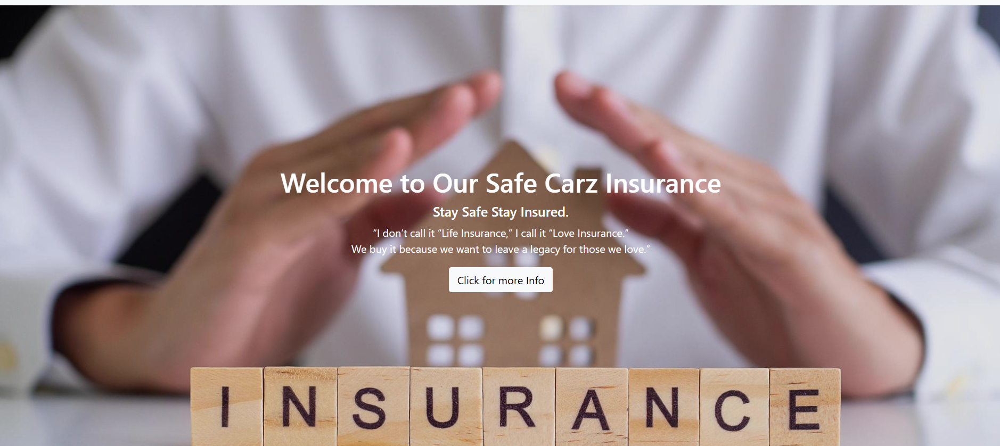 Welcome to Our Safe Carz Insurance
Stay Safe Stay Insured.
“I don’t call it “Life Insurance,” I call it “Love Insurance.”
We buy it because we want to leave a legacy for those we love.”
Click for more Info
INSURANCE